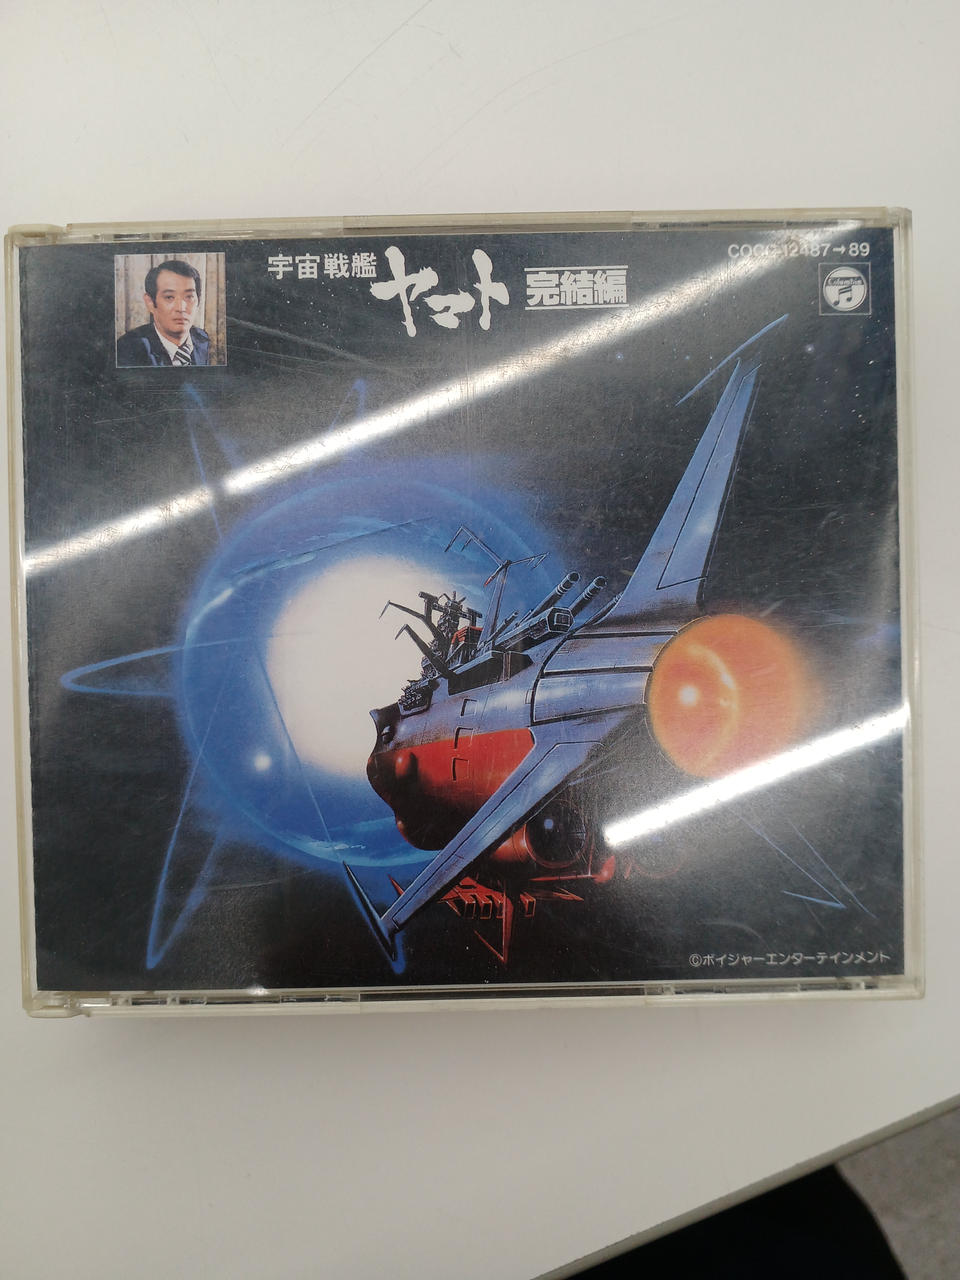 宇宙戦艦
ヤマト
完結編
COCC-12487→89
Columbia
©ボイジャーエンターテインメント